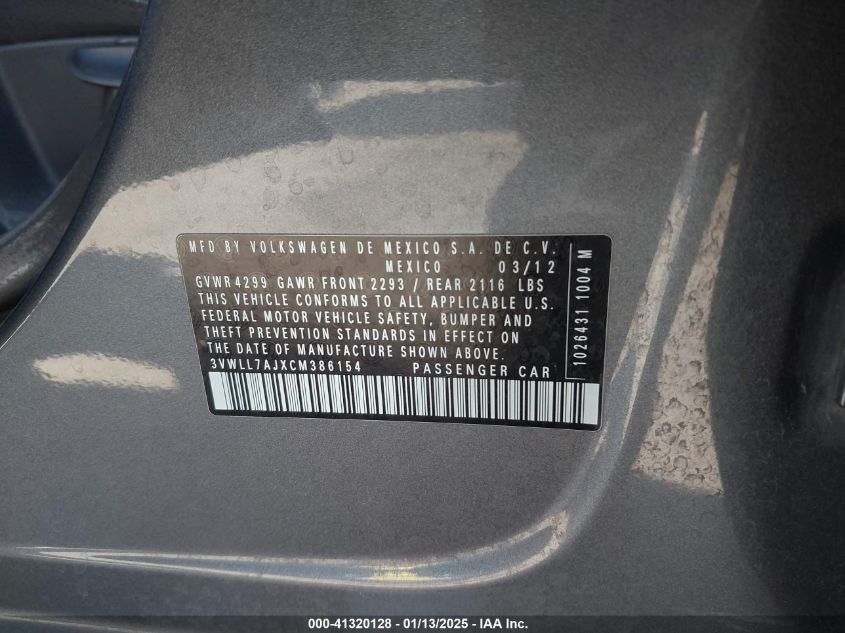 MFD BY VOLKSWAGEN DE MEXICO S.A. DE C.V.
MEXICO 03/12
GVWR 4299 GAWR FRONT 2293 / REAR 2116 LBS
THIS VEHICLE CONFORMS TO ALL APPLICABLE U.S.
FEDERAL MOTOR VEHICLE SAFETY, BUMPER AND
THEFT PREVENTION STANDARDS IN EFFECT ON
THE DATE OF MANUFACTURE SHOWN ABOVE.
3VWLL7AJXCM386154 PASSENGER CAR
1026431 1004 M
000-41320128 - 01/13/2025 - IAA Inc.